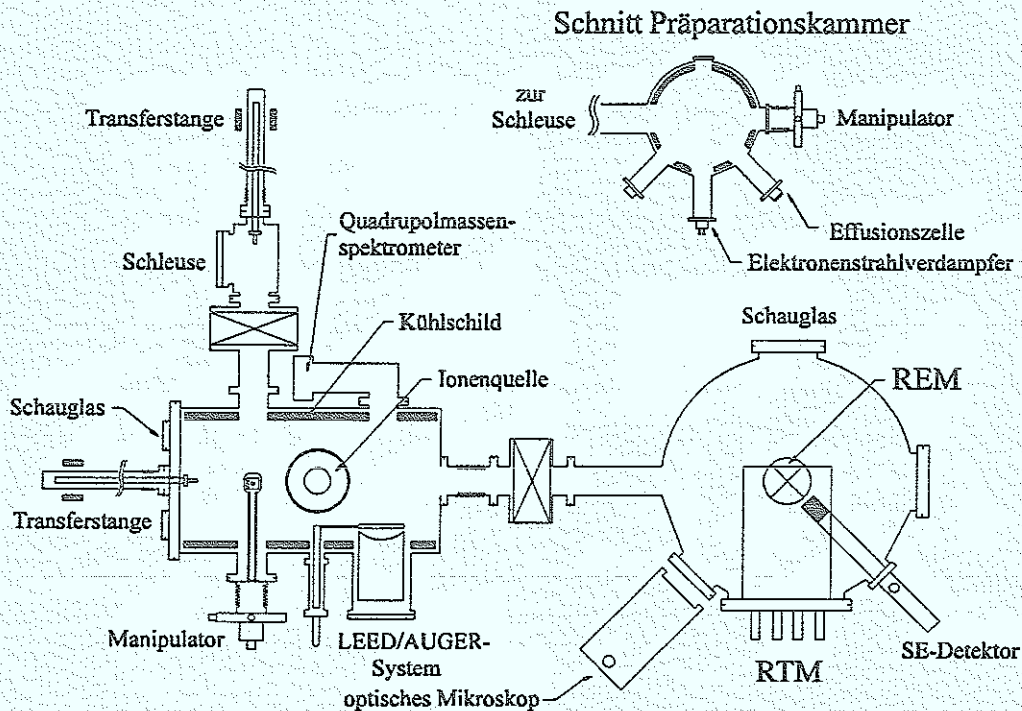 Schnitt Präparationskammer
zur
Schleuse
Manipulator
Effusionszelle
Elektronenstrahlverdampfer
Transferstange
Schleuse
Quadrupolmassen-
spektrometer
Kühlschild
Ionenquelle
Schauglas
Transferstange
Manipulator
LEED/AUGER-
System
optisches Mikroskop
Schauglas
REM
RTM
SE-Detektor